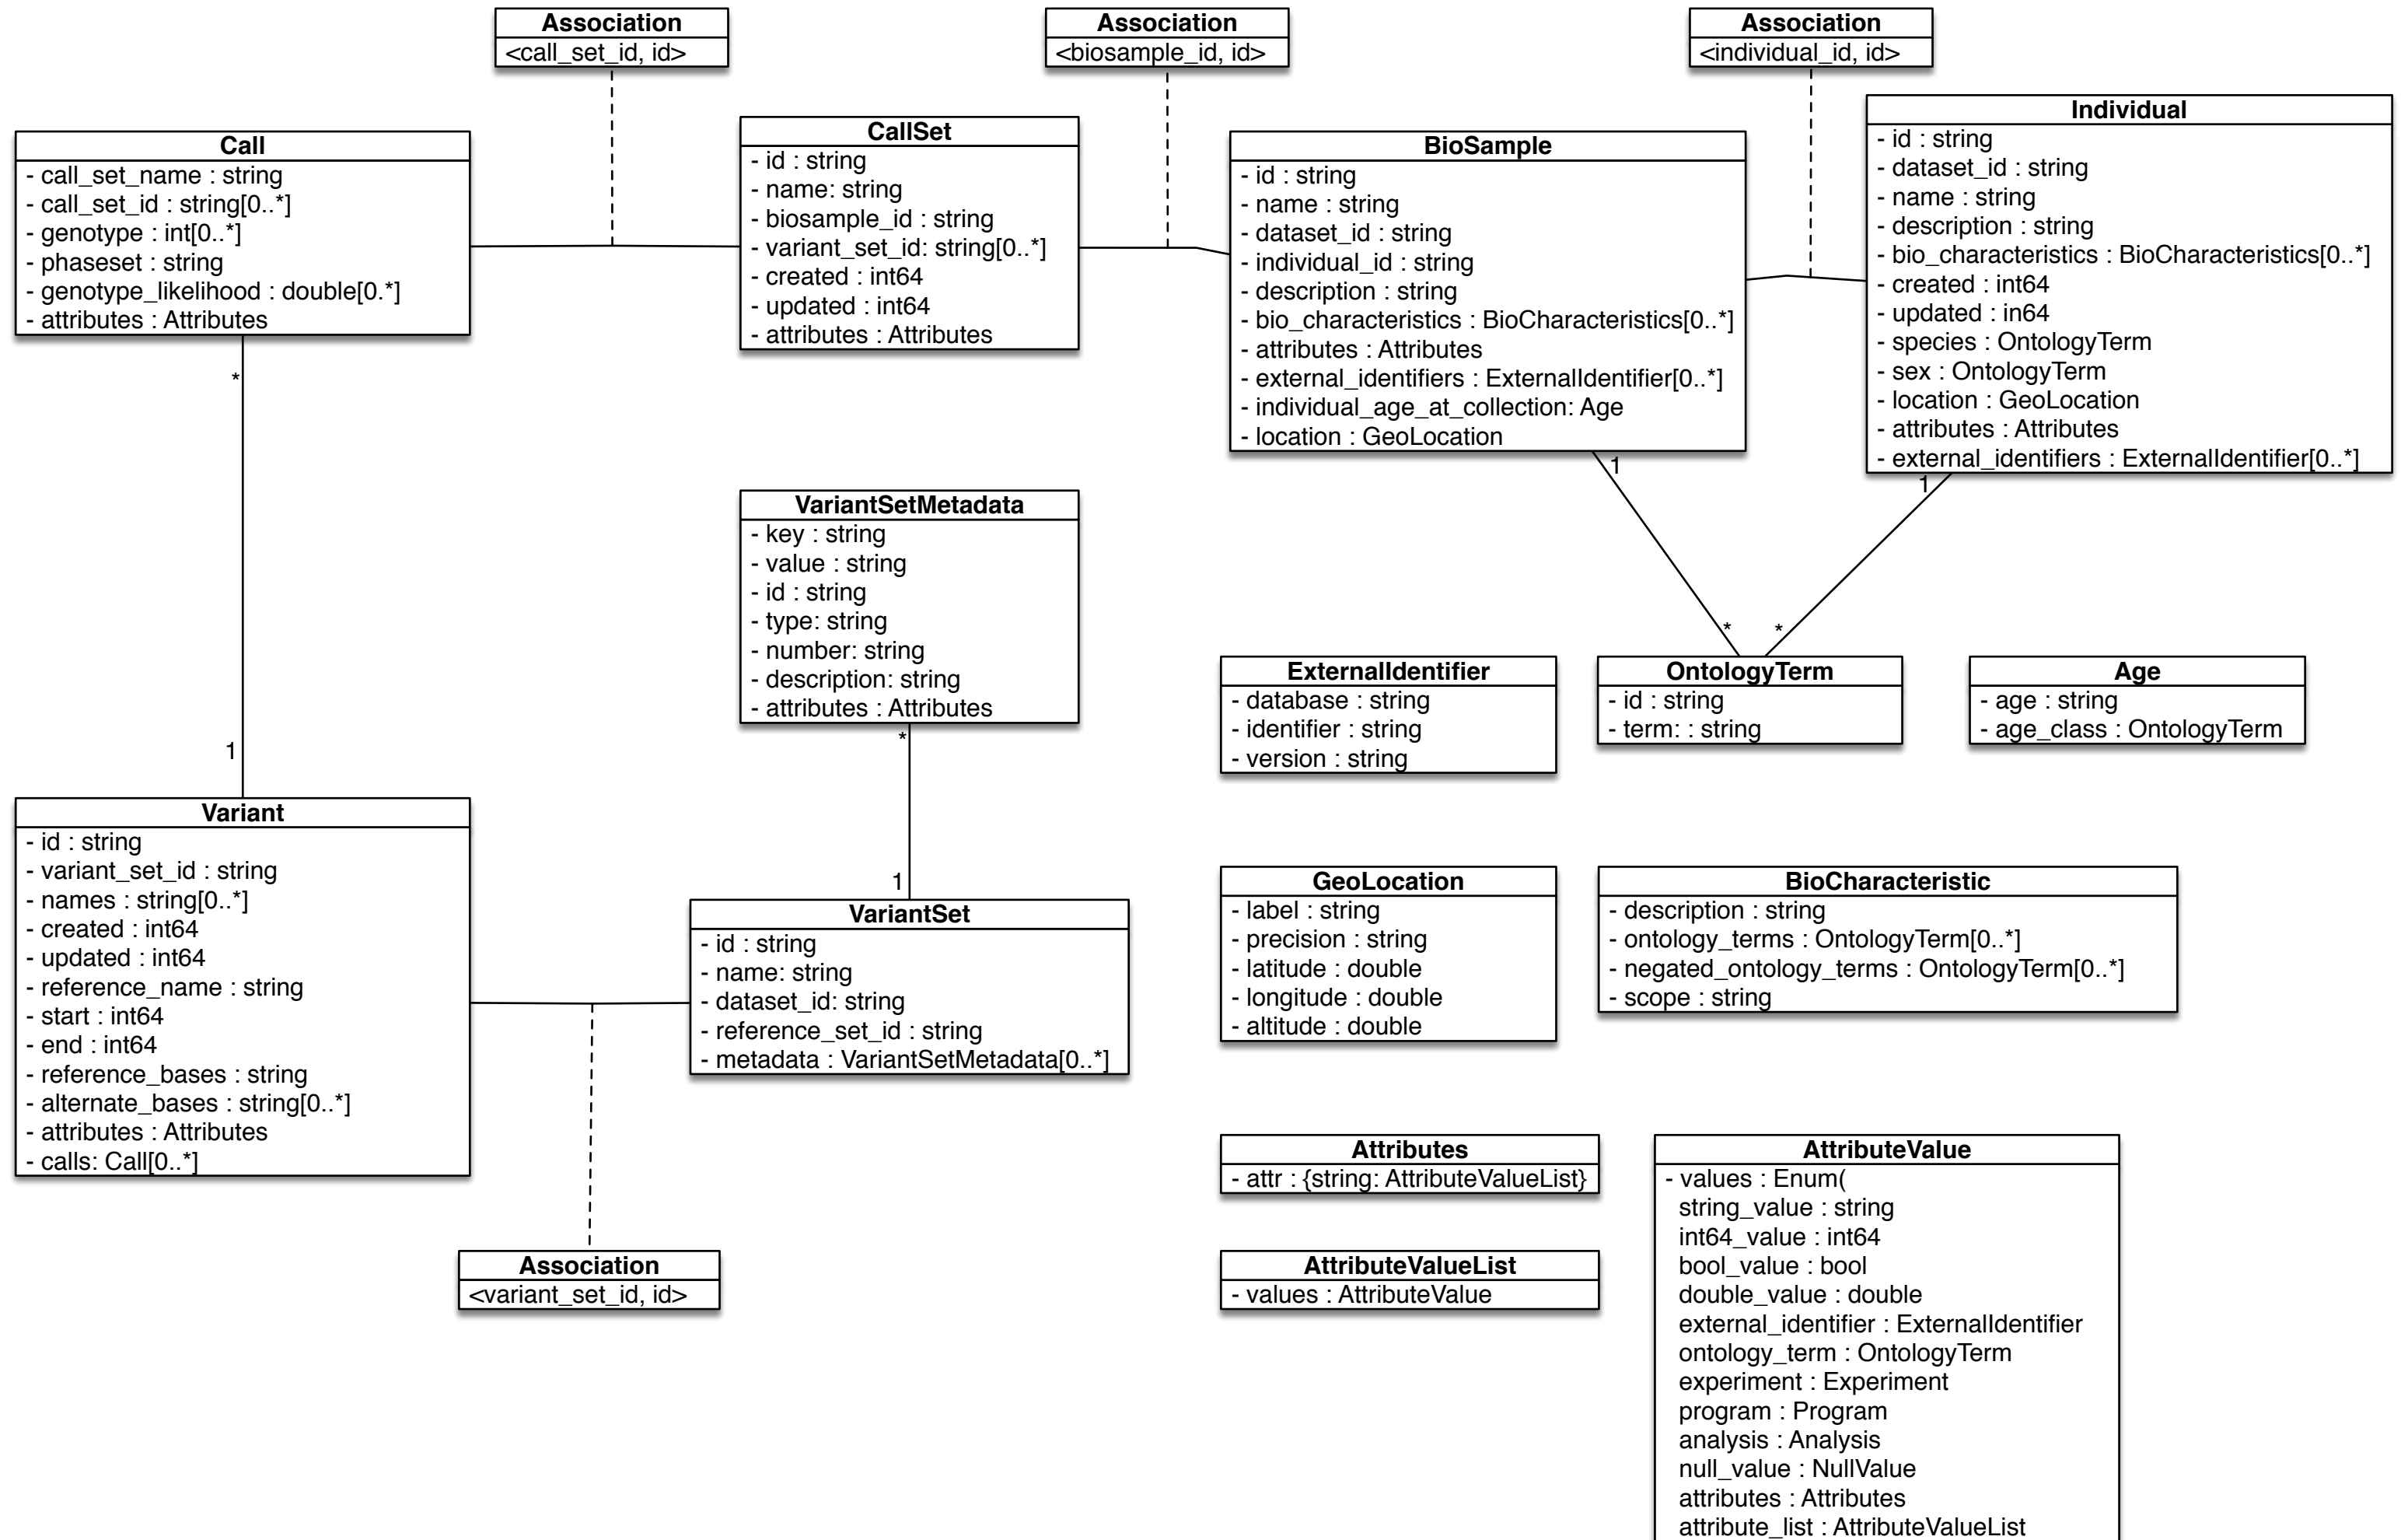 Association
<call_set_id, id>
Association
<biosample_id, id>
Association
<individual_id, id>
Call
- call_set_name : string
- call_set_id : string[0..*]
- genotype : int[0..*]
- phaseset : string
- genotype_likelihood : double[0.*]
- attributes : Attributes
CallSet
- id : string
- name: string
- biosample_id : string
- variant_set_id: string[0..*]
- created : int64
- updated : int64
- attributes : Attributes
BioSample
- id : string
- name : string
- dataset_id : string
- individual_id : string
- description : string
- bio_characteristics : BioCharacteristics[0..*]
- attributes : Attributes
- external_identifiers : ExternalIdentifier[0..*]
- individual_age_at_collection: Age
- location : GeoLocation
Individual
- id : string
- dataset_id : string
- name : string
- description : string
- bio_characteristics : BioCharacteristics[0..*]
- created : int64
- updated : in64
- species : OntologyTerm
- sex : OntologyTerm
- location : GeoLocation
- attributes : Attributes
- external_identifiers : ExternalIdentifier[0..*]
*
1
1
1
*
*
VariantSetMetadata
- key : string
- value : string
- id : string
- type: string
- number: string
- description: string
- attributes : Attributes
*
1
ExternalIdentifier
- database : string
- identifier : string
- version : string
OntologyTerm
- id : string
- term: : string
Age
- age : string
- age_class : OntologyTerm
Variant
- id : string
- variant_set_id : string
- names : string[0..*]
- created : int64
- updated : int64
- reference_name : string
- start : int64
- end : int64
- reference_bases : string
- alternate_bases : string[0..*]
- attributes : Attributes
- calls: Call[0..*]
VariantSet
- id : string
- name: string
- dataset_id: string
- reference_set_id : string
- metadata : VariantSetMetadata[0..*]
GeoLocation
- label : string
- precision : string
- latitude : double
- longitude : double
- altitude : double
BioCharacteristic
- description : string
- ontology_terms : OntologyTerm[0..*]
- negated_ontology_terms : OntologyTerm[0..*]
- scope : string
Association
<variant_set_id, id>
Attributes
- attr : {string: AttributeValueList}
AttributeValueList
- values : AttributeValue
AttributeValue
- values : Enum(
string_value : string
int64_value : int64
bool_value : bool
double_value : double
external_identifier : ExternalIdentifier
ontology_term : OntologyTerm
experiment : Experiment
program : Program
analysis : Analysis
null_value : NullValue
attributes : Attributes
attribute_list : AttributeValueList